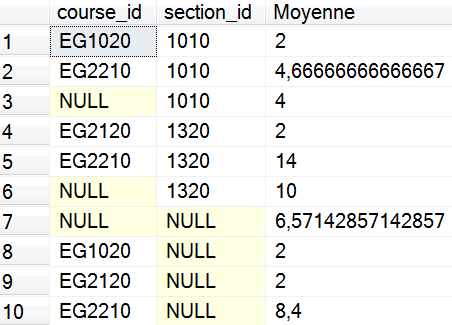 course_id section_id Moyenne
1 EG1020 1010 2
2 EG2210 1010 4,66666666666667
3 NULL 1010 4
4 EG2120 1320 2
5 EG2210 1320 14
6 NULL 1320 10
7 NULL NULL 6,57142857142857
8 EG1020 NULL 2
9 EG2120 NULL 2
10 EG2210 NULL 8,4